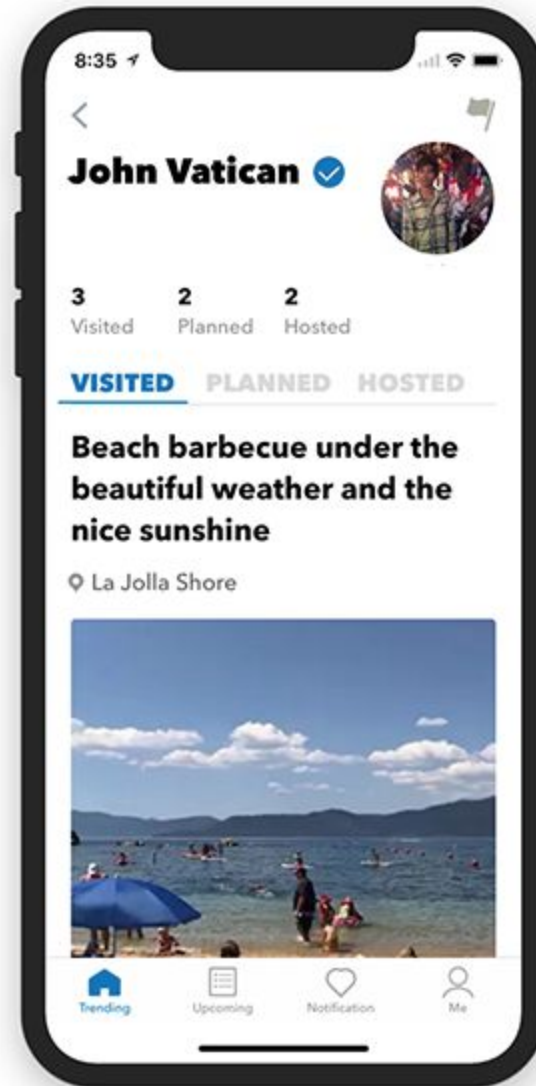 8:35
John Vatican
3 2 2
Visited Planned Hosted
VISITED PLANNED HOSTED
Beach barbecue under the
beautiful weather and the
nice sunshine
La Jolla Shore
Trending Upcoming Notification Me